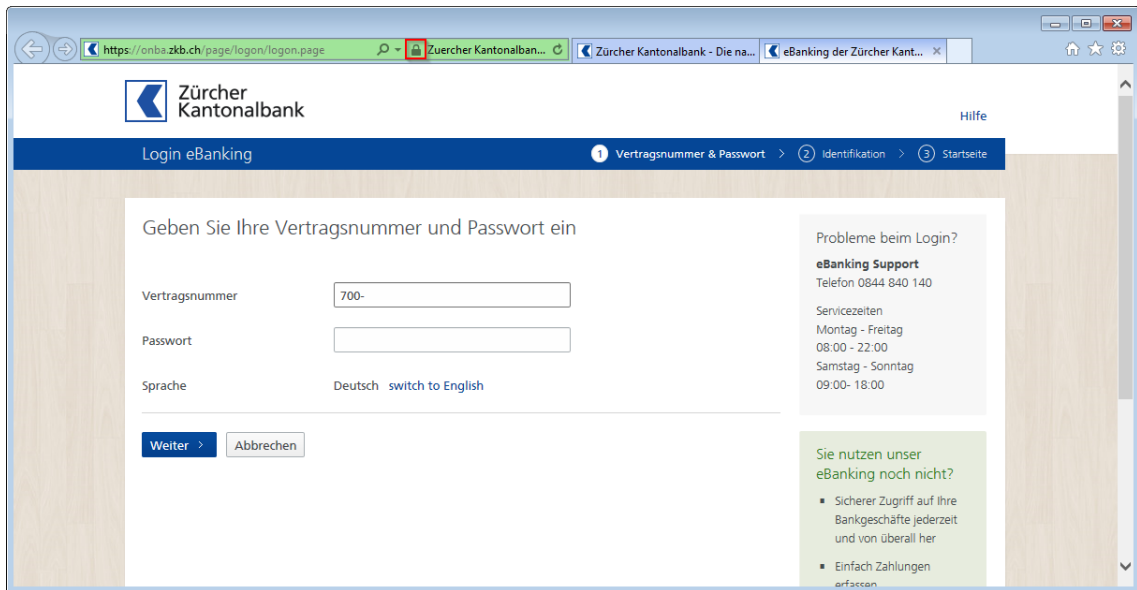 https://onba.zkb.ch/page/logon/logon.page Zuercher Kantonalban... Zürcher Kantonalbank - Die na... eBanking der Zürcher Kant...
Zürcher
Kantonalbank
Hilfe
Login eBanking 1 Vertragsnummer & Passwort > 2 Identifikation > 3 Startseite
Geben Sie Ihre Vertragsnummer und Passwort ein
Vertragsnummer 700-
Passwort
Sprache Deutsch switch to English
Weiter > Abbrechen
Probleme beim Login?
eBanking Support
Telefon 0844 840 140
Servicezeiten
Montag - Freitag
08:00 - 22:00
Samstag - Sonntag
09:00- 18:00
Sie nutzen unser
eBanking noch nicht?
Sicherer Zugriff auf Ihre
Bankgeschäfte jederzeit
und von überall her
Einfach Zahlungen
erfassen